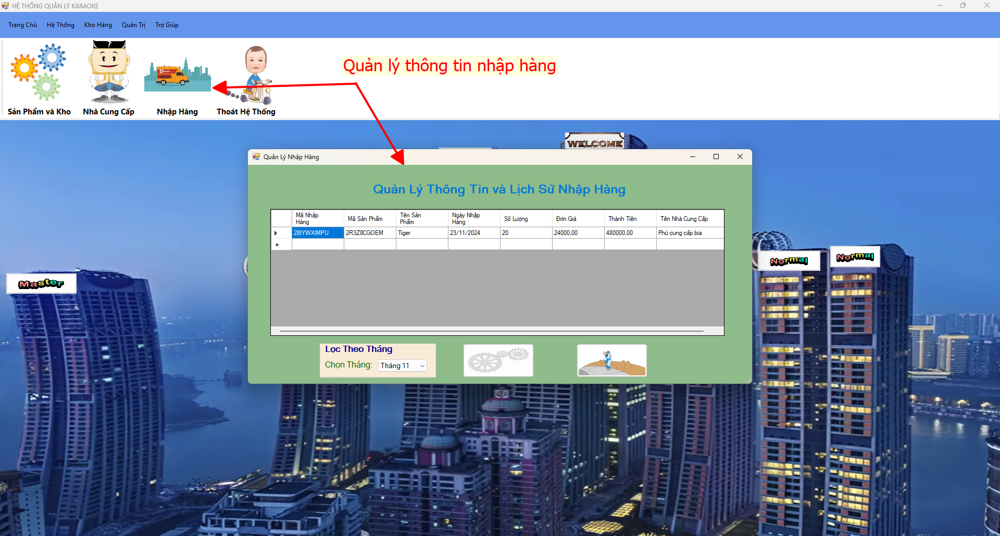 HỆ THỐNG QUẢN LÝ KARAOKE
Trang Chủ Hệ Thống Kho Hàng Quản Trị Trợ Giúp
Sản Phẩm và Kho Nhà Cung Cấp Nhập Hàng Thoát Hệ Thống
Quản lý thông tin nhập hàng
WELCOME
Quản Lý Nhập Hàng
Quản Lý Thông Tin và Lịch Sử Nhập Hàng
Mã Nhập Hàng Mã Sản Phẩm Tên Sản Phẩm Ngày Nhập Hàng Số Lượng Đơn Giá Thành Tiền Tên Nhà Cung Cấp
28IYWXIMPU 2R3Z8CGOEM Tiger 23/11/2024 20 24000,00 480000,00 Phú cung cấp bia
Lọc Theo Tháng
Chọn Tháng: Tháng 11
Master
Normal
Normal